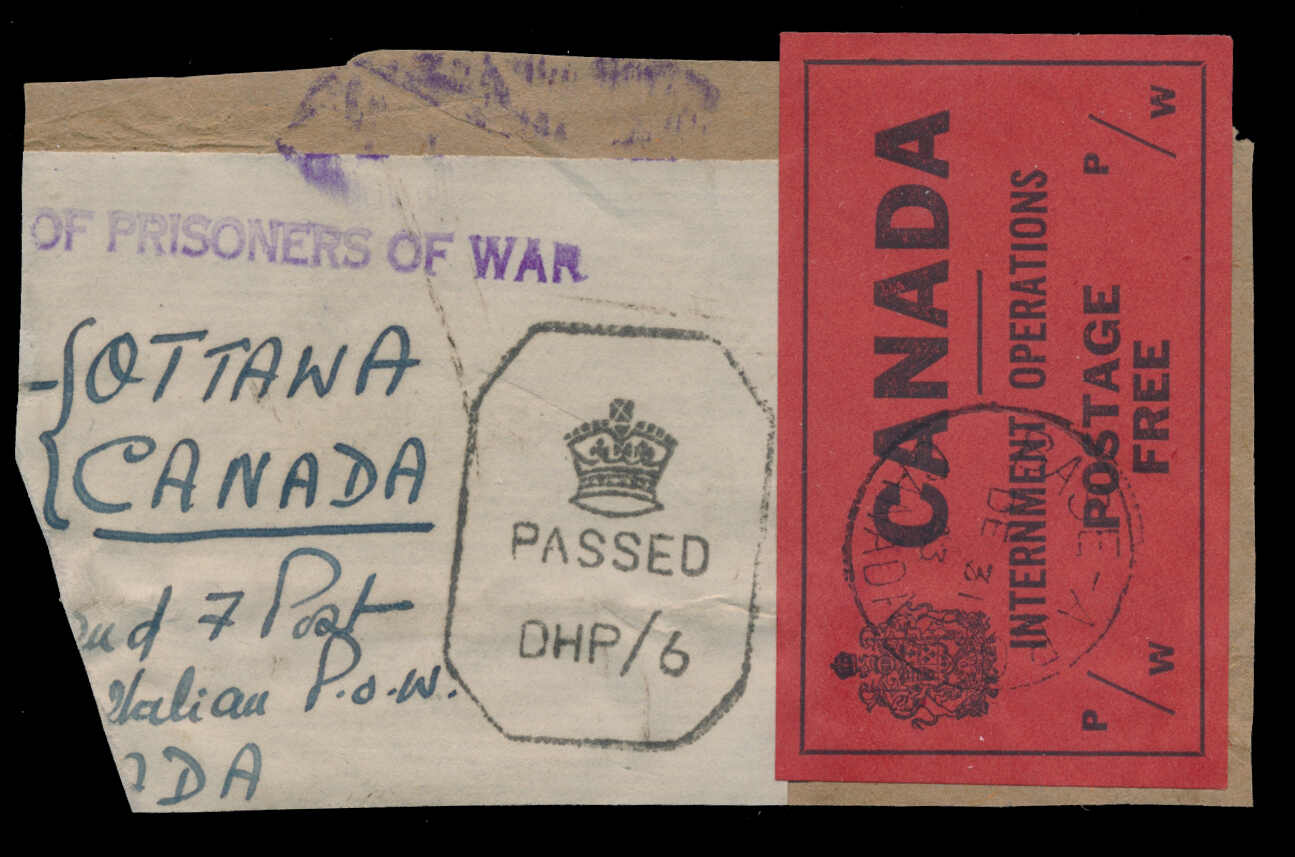 OF PRISONERS OF WAR
OTTAWA
CANADA
7 Post
Italian P.o.W.
DA
PASSED
DHP/6
CANADA
INTERNMENT OPERATIONS
POSTAGE
FREE
P/W
P/W